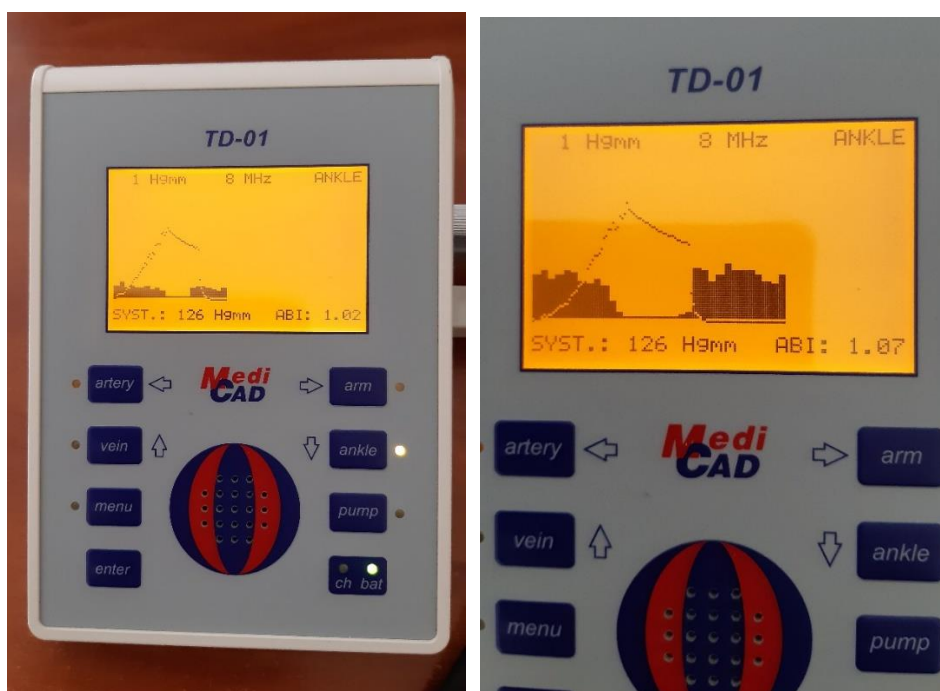 TD-01
1 Hgmm 8 MHz ANKLE
SYST.: 126 Hgmm ABI: 1.02
artery Medi CAD arm
vein ankle
menu pump
enter ch bat
TD-01
1 Hgmm 8 MHz ANKLE
SYST.: 126 Hgmm ABI: 1.07
artery Medi CAD arm
vein ankle
menu pump